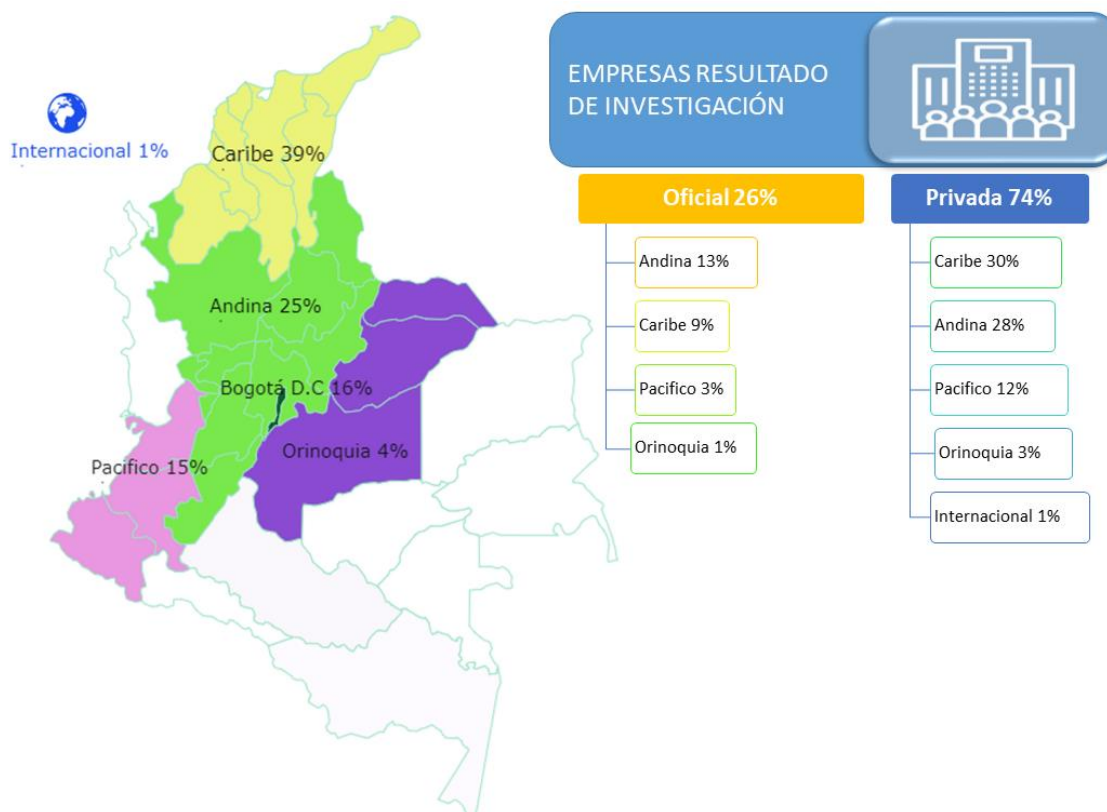 Internacional 1%
Caribe 39%
Andina 25%
Bogotá D.C 16%
Orinoquia 4%
Pacifico 15%
EMPRESAS RESULTADO
DE INVESTIGACIÓN
Oficial 26%
Andina 13%
Caribe 9%
Pacifico 3%
Orinoquia 1%
Privada 74%
Caribe 30%
Andina 28%
Pacifico 12%
Orinoquia 3%
Internacional 1%